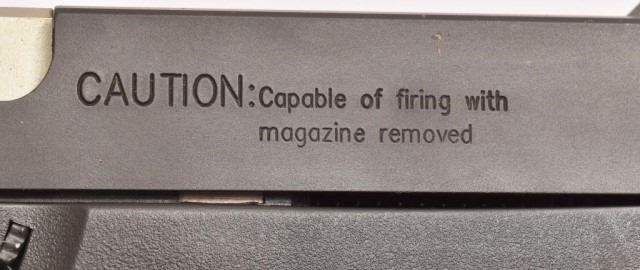 CAUTION: Capable of firing with
magazine removed